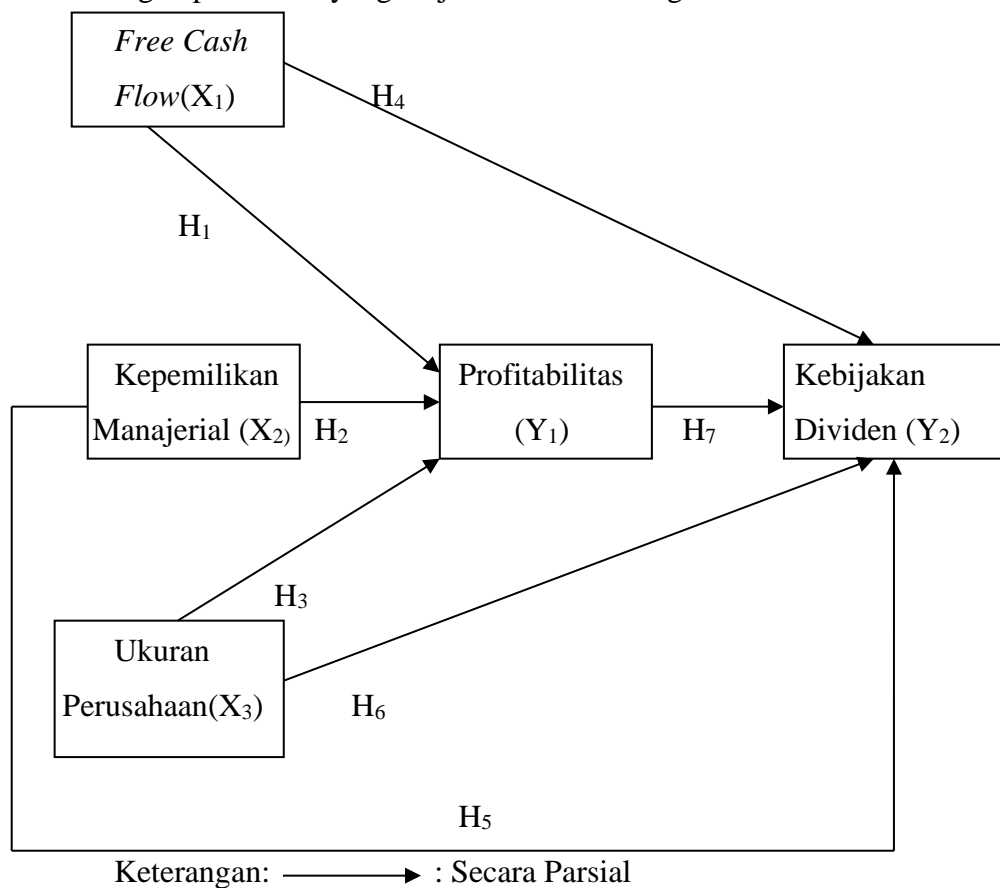 Free Cash
Flow(X₁)
H₄
H₁
Kepemilikan
Manajerial (X₂)
H₂
Profitabilitas
(Y₁)
H₇
Kebijakan
Dividen (Y₂)
H₃
Ukuran
Perusahaan(X₃)
H₆
H₅
Keterangan: : Secara Parsial